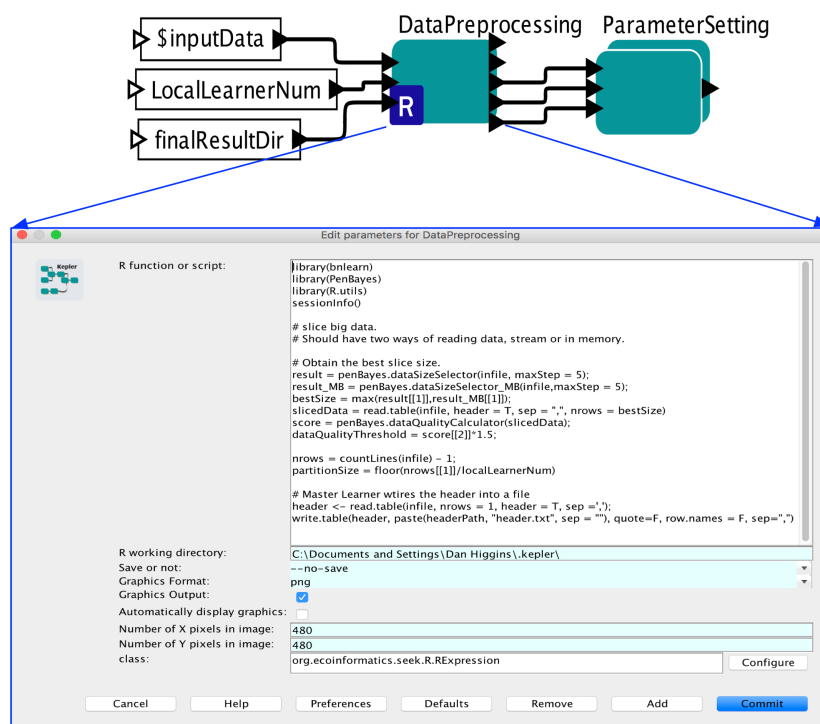 DataPreprocessing ParameterSetting
$inputData
LocalLearnerNum
finalResultDir
R
Edit parameters for DataPreprocessing
Kepler
R function or script:
library(bnlearn)
library(PenBayes)
library(R.utils)
sessionInfo()
# slice big data.
# Should have two ways of reading data, stream or in memory.
# Obtain the best slice size.
result = penBayes.dataSizeSelector(infile, maxStep = 5);
result_MB = penBayes.dataSizeSelector_MB(infile,maxStep = 5);
bestSize = max(result[[1]],result_MB[[1]]);
slicedData = read.table(infile, header = T, sep = ",", nrows = bestSize)
score = penBayes.dataQualityCalculator(slicedData);
dataQualityThreshold = score[[2]]*1.5;
nrows = countLines(infile) - 1;
partitionSize = floor(nrows[[1]]/localLearnerNum)
# Master Learner wtires the header into a file
header <- read.table(infile, nrows = 1, header = T, sep =',');
write.table(header, paste(headerPath, "header.txt", sep = ""), quote=F, row.names = F, sep=",")
R working directory: C:\Documents and Settings\Dan Higgins\.kepler\
Save or not: --no-save
Graphics Format: png
Graphics Output:
Automatically display graphics:
Number of X pixels in image: 480
Number of Y pixels in image: 480
class: org.ecoinformatics.seek.R.RExpression Configure
Cancel Help Preferences Defaults Remove Add Commit